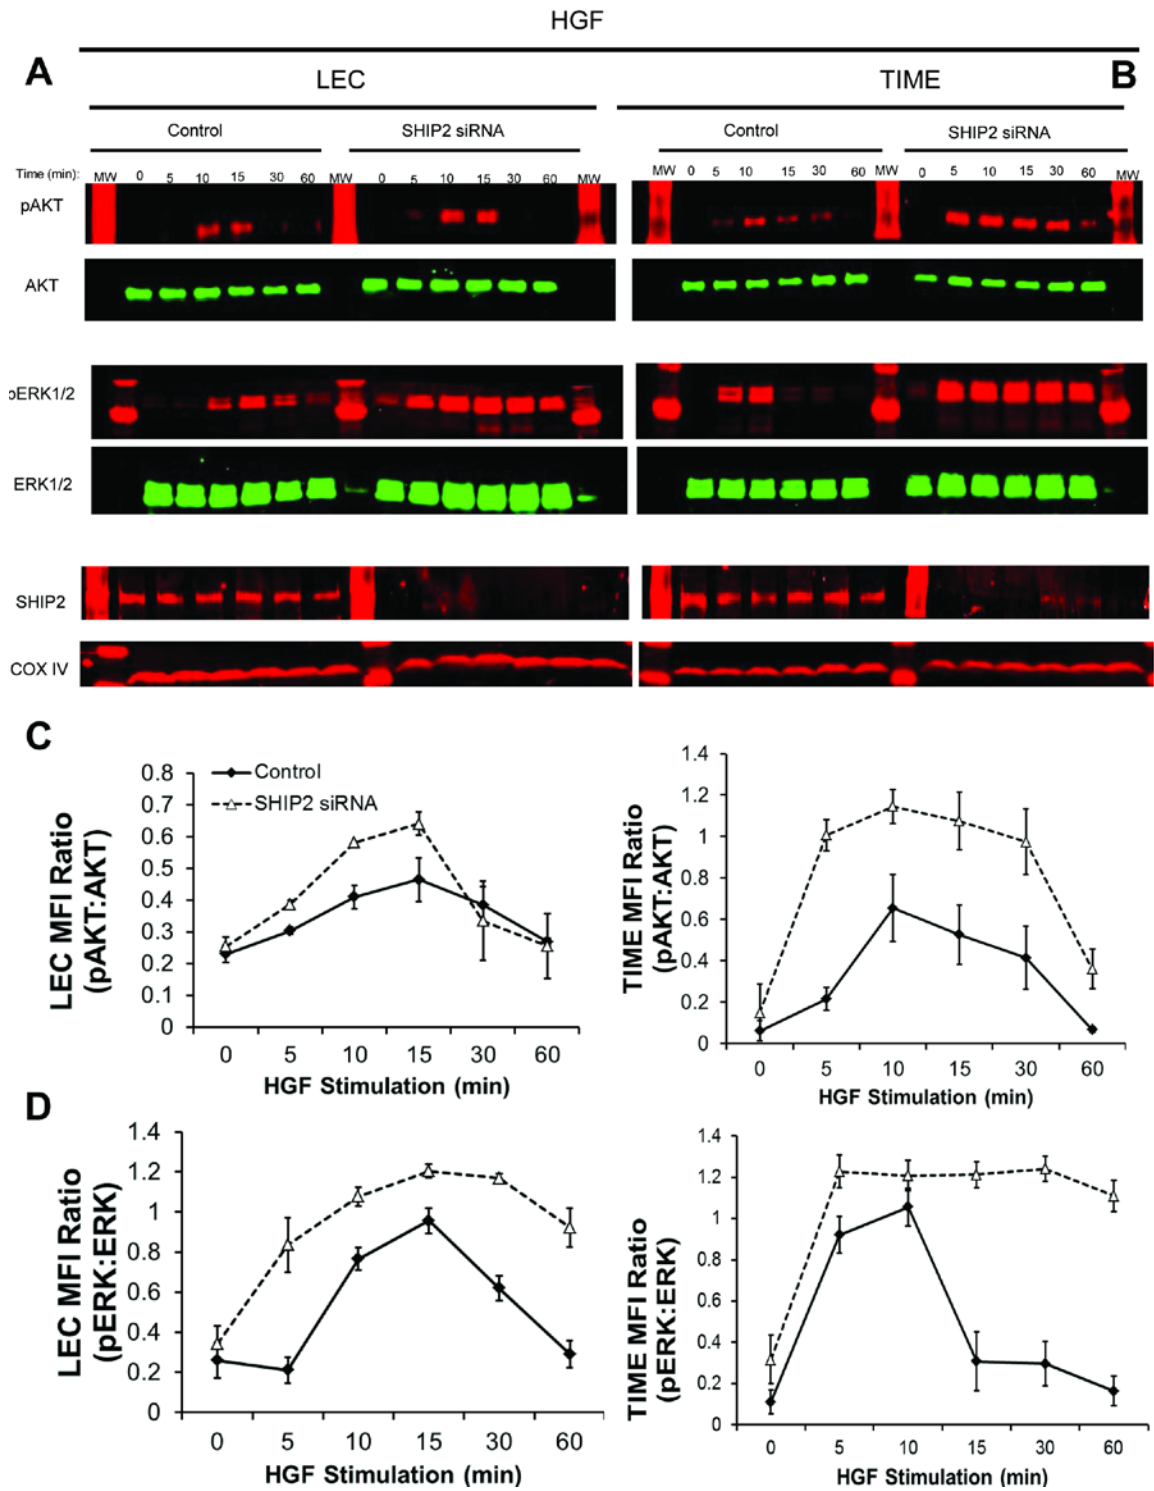 HGF
A
LEC
TIME
B
Control
SHIP2 siRNA
Control
SHIP2 siRNA
Time (min):
MW
0
5
10
15
30
60
MW
0
5
10
15
30
60
MW
MW
0
5
10
15
30
60
MW
0
5
10
15
30
60
MW
pAKT
AKT
pERK1/2
ERK1/2
SHIP2
COX IV
C
LEC MFI Ratio
(pAKT:AKT)
0.8
0.7
0.6
0.5
0.4
0.3
0.2
0.1
0
Control
SHIP2 siRNA
0
5
10
15
30
60
HGF Stimulation (min)
TIME MFI Ratio
(pAKT:AKT)
1.4
1.2
1
0.8
0.6
0.4
0.2
0
0
5
10
15
30
60
HGF Stimulation (min)
D
LEC MFI Ratio
(pERK:ERK)
1.4
1.2
1
0.8
0.6
0.4
0.2
0
0
5
10
15
30
60
HGF Stimulation (min)
TIME MFI Ratio
(pERK:ERK)
1.4
1.2
1
0.8
0.6
0.4
0.2
0
0
5
10
15
30
60
HGF Stimulation (min)